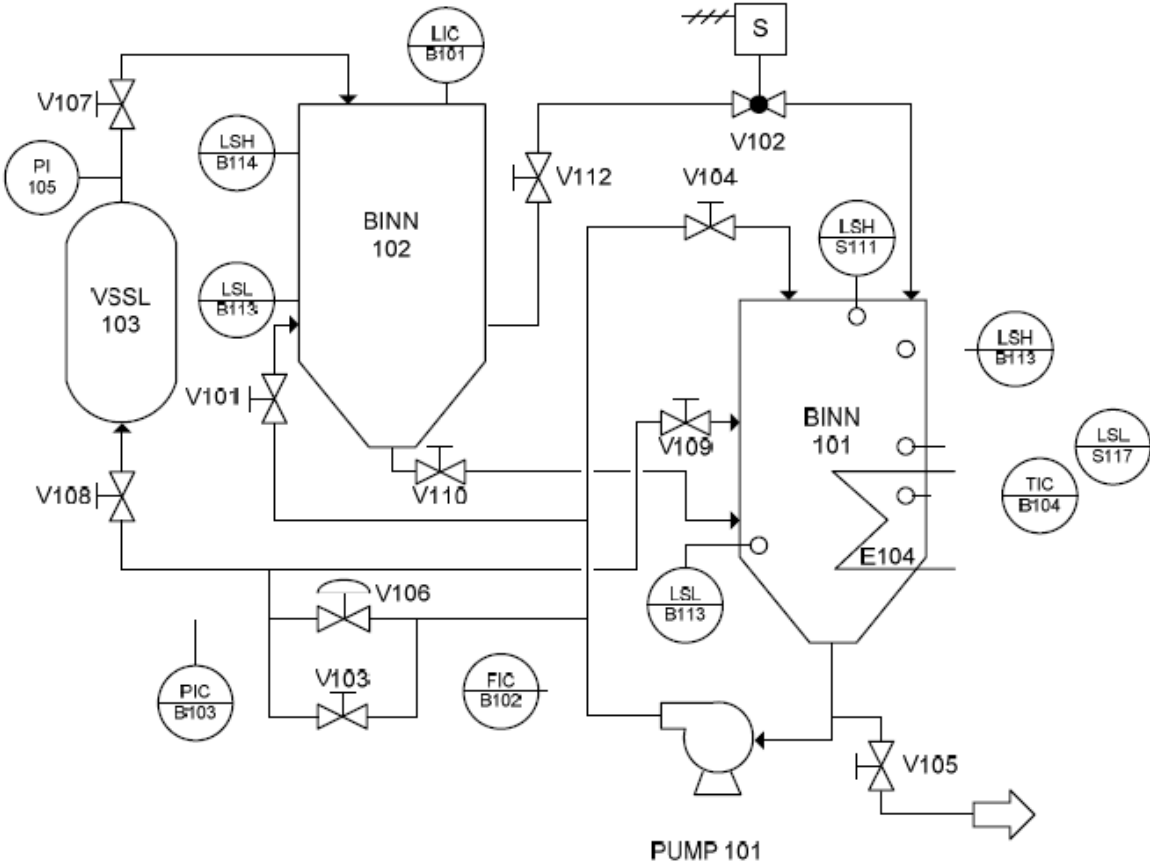 LIC
B101
S
V107
V102
LSH
B114
PI
105
V112
V104
BINN
102
LSH
S111
VSSL
103
LSL
B113
LSH
B113
V101
BINN
101
V109
LSL
S117
V108
V110
TIC
B104
E104
V106
LSL
B113
V103
PIC
B103
FIC
B102
V105
PUMP 101